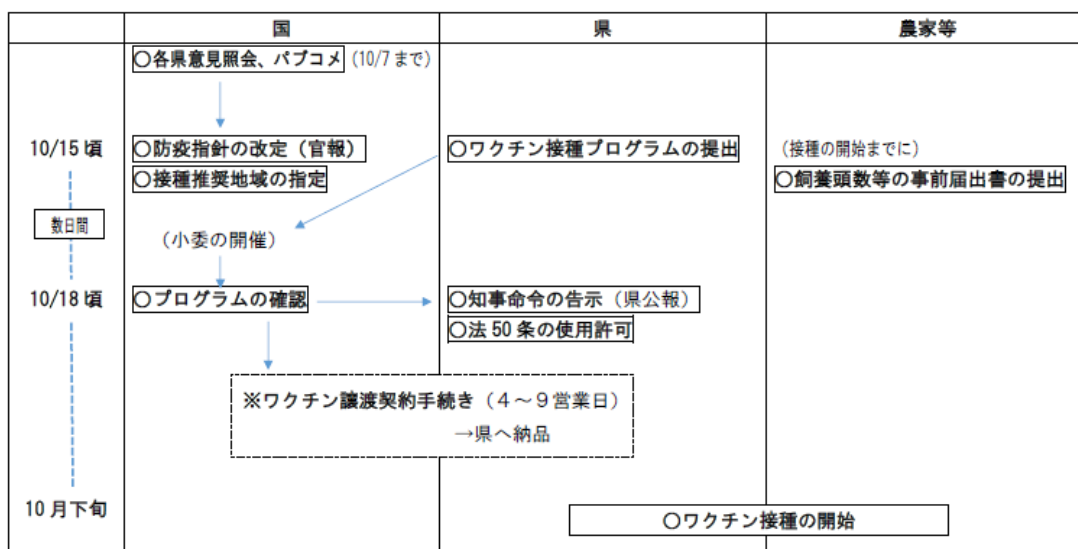 国 県 農家等
○各県意見照会、パブコメ（10/7まで）
10/15頃 ○防疫指針の改定（官報） ○ワクチン接種プログラムの提出 （接種の開始までに）
○接種推奨地域の指定 ○飼養頭数等の事前届出書の提出
数日間
（小委の開催）
10/18頃 ○プログラムの確認 ○知事命令の告示（県公報）
○法50条の使用許可
※ワクチン譲渡契約手続き（４～９営業日）
→県へ納品
10月下旬
○ワクチン接種の開始